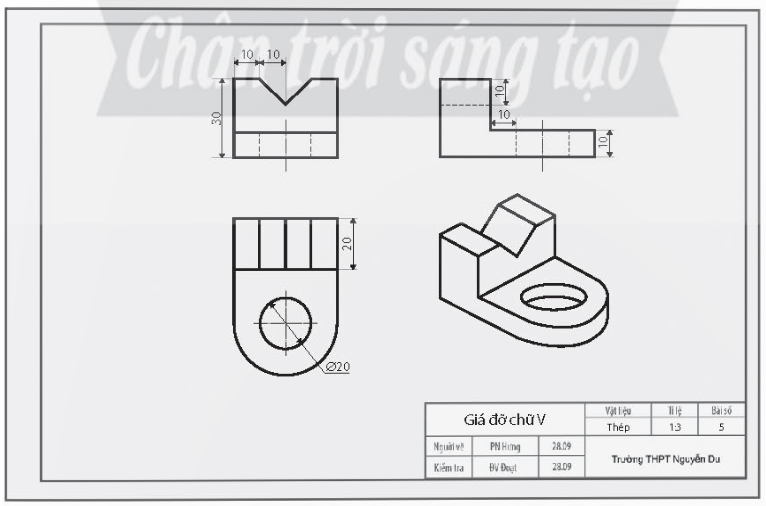 Chân trời sáng tạo
10 10
30
10
10
10
20
Ø20
Giá đỡ chữ V
Vật liệu Tỉ lệ Bài số
Thép 1:3 5
Người vẽ PN Hưng 28.09
Kiểm tra ĐV Đoạt 28.09
Trường THPT Nguyễn Du